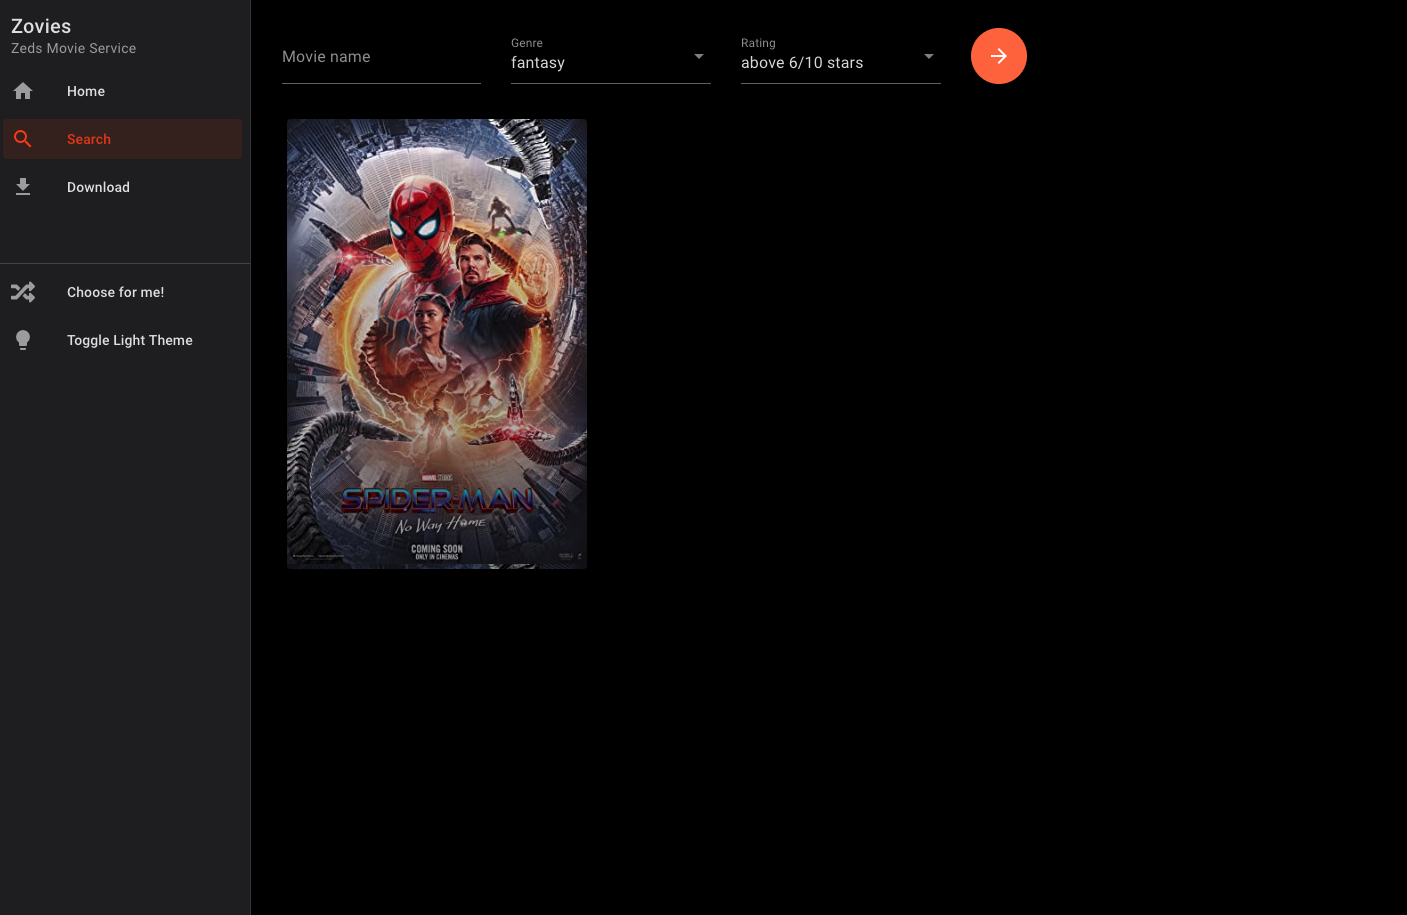 Zovies
Zeds Movie Service
Home
Search
Download
Choose for me!
Toggle Light Theme
Movie name
Genre
fantasy
Rating
above 6/10 stars
MARVEL STUDIOS
SPIDER-MAN
No Way Home
COMING SOON
ONLY IN CINEMAS